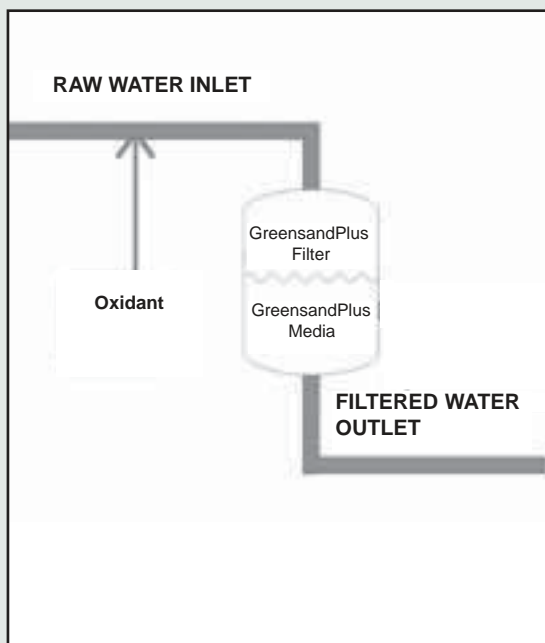 RAW WATER INLET
GreensandPlus
Filter
Oxidant
GreensandPlus
Media
FILTERED WATER
OUTLET